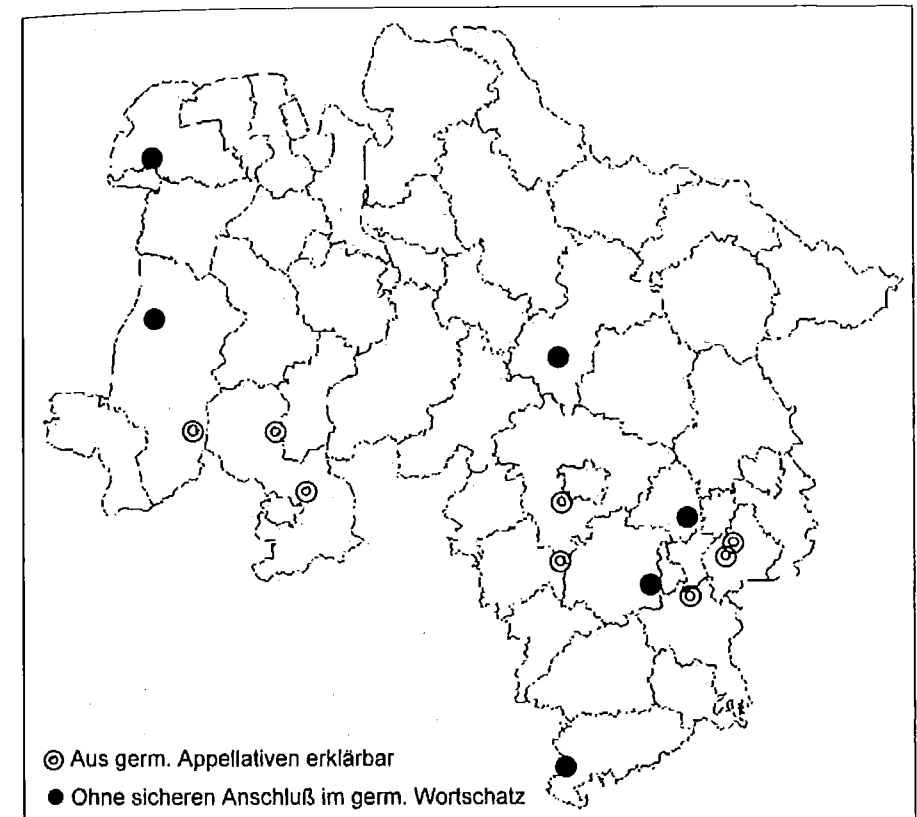 Aus germ. Appellativen erklärbar
Ohne sicheren Anschluß im germ. Wortschatz